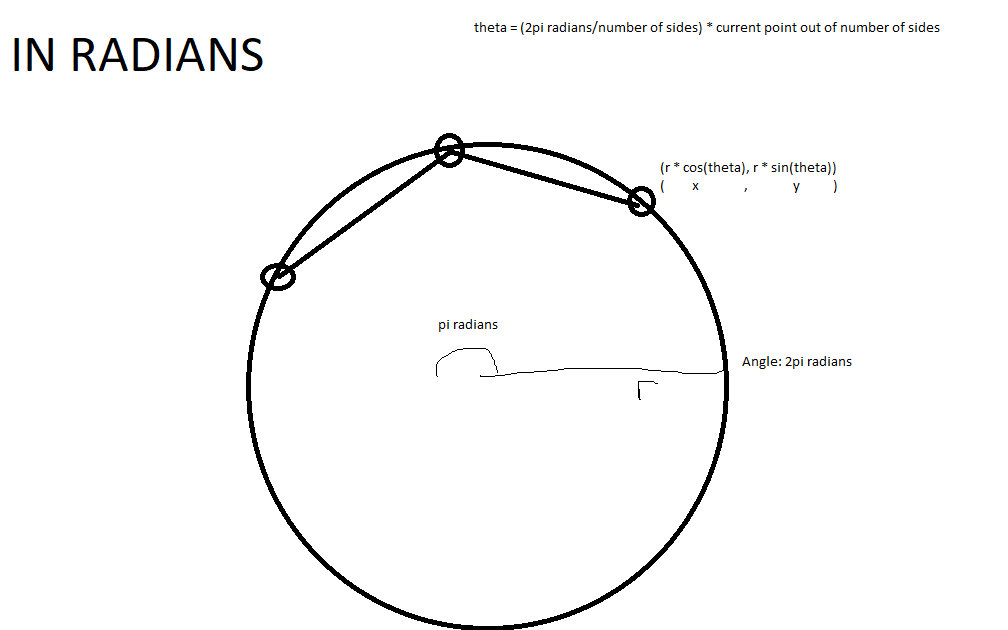 theta = (2pi radians/number of sides) * current point out of number of sides
IN RADIANS
(r * cos(theta), r * sin(theta))
( x , y )
pi radians
Angle: 2pi radians
r